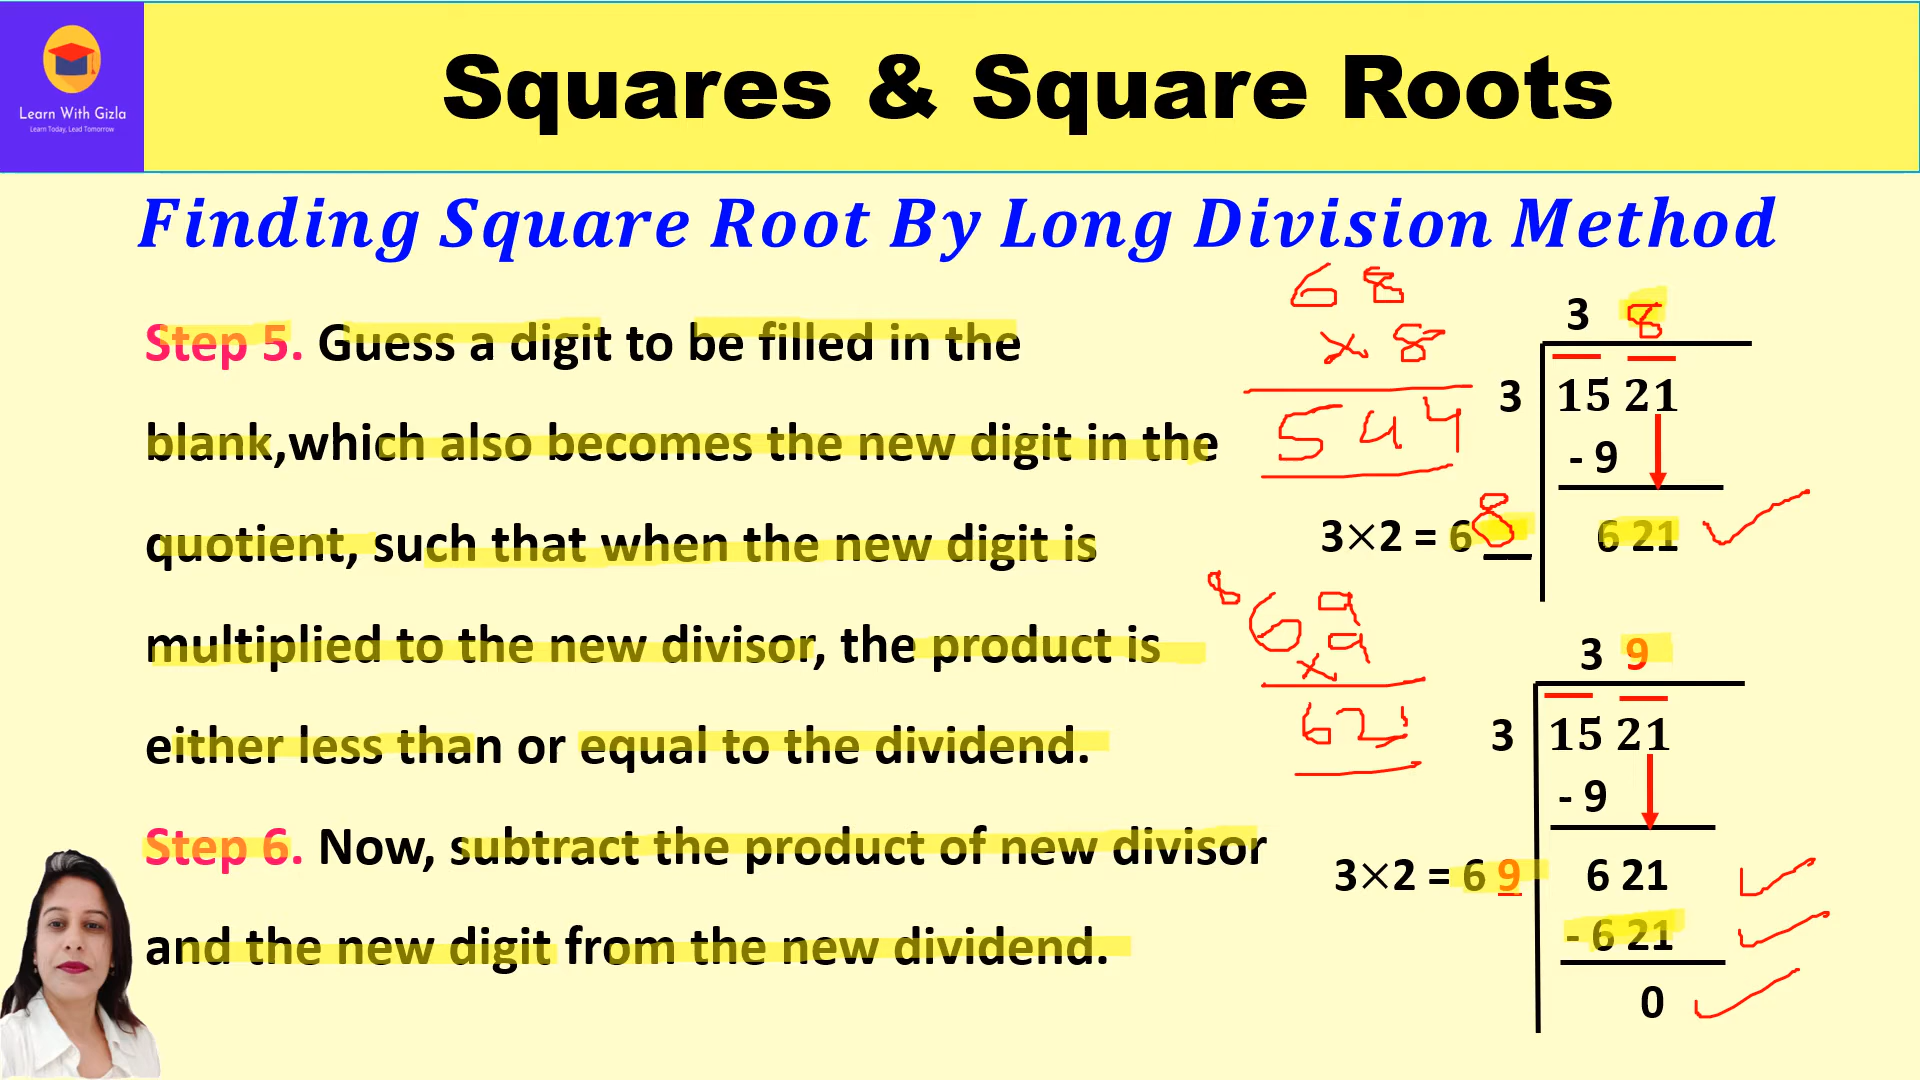 Learn With Gizla
Learn Today, Lead Tomorrow
Squares & Square Roots
Finding Square Root By Long Division Method
Step 5. Guess a digit to be filled in the
blank,which also becomes the new digit in the
quotient, such that when the new digit is
multiplied to the new divisor, the product is
either less than or equal to the dividend.
Step 6. Now, subtract the product of new divisor
and the new digit from the new dividend.
68
×8
544
3 8
3 15 21
- 9
3×2 = 6 8 6 21
8
69
×9
621
3 9
3 15 21
- 9
3×2 = 6 9 6 21
- 6 21
0